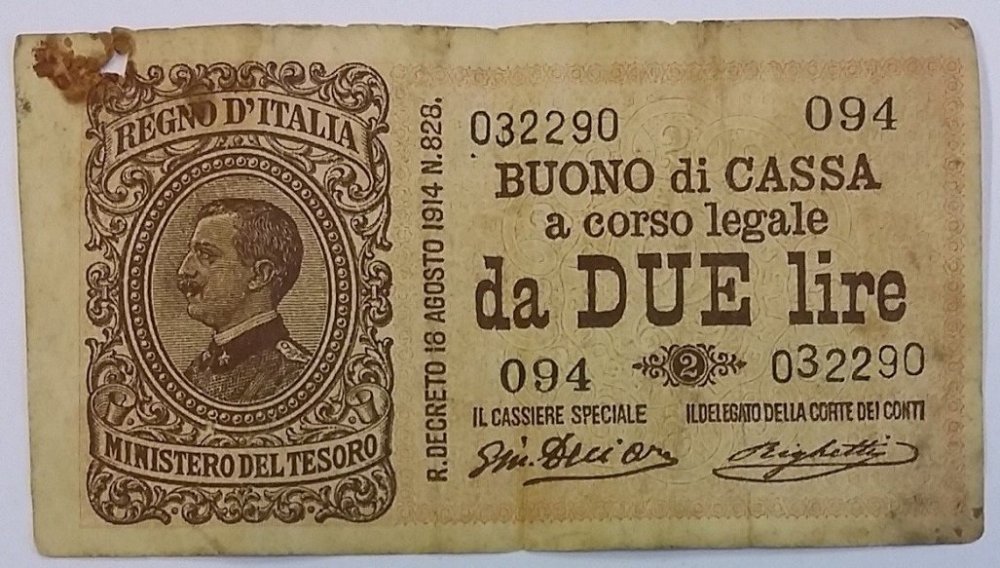 REGNO D'ITALIA
MINISTERO DEL TESORO
R. DECRETO 18 AGOSTO 1914 N. 828.
032290 094
BUONO di CASSA
a corso legale
da DUE lire
094 2 032290
IL CASSIERE SPECIALE IL DELEGATO DELLA CORTE DEI CONTI
Righetti